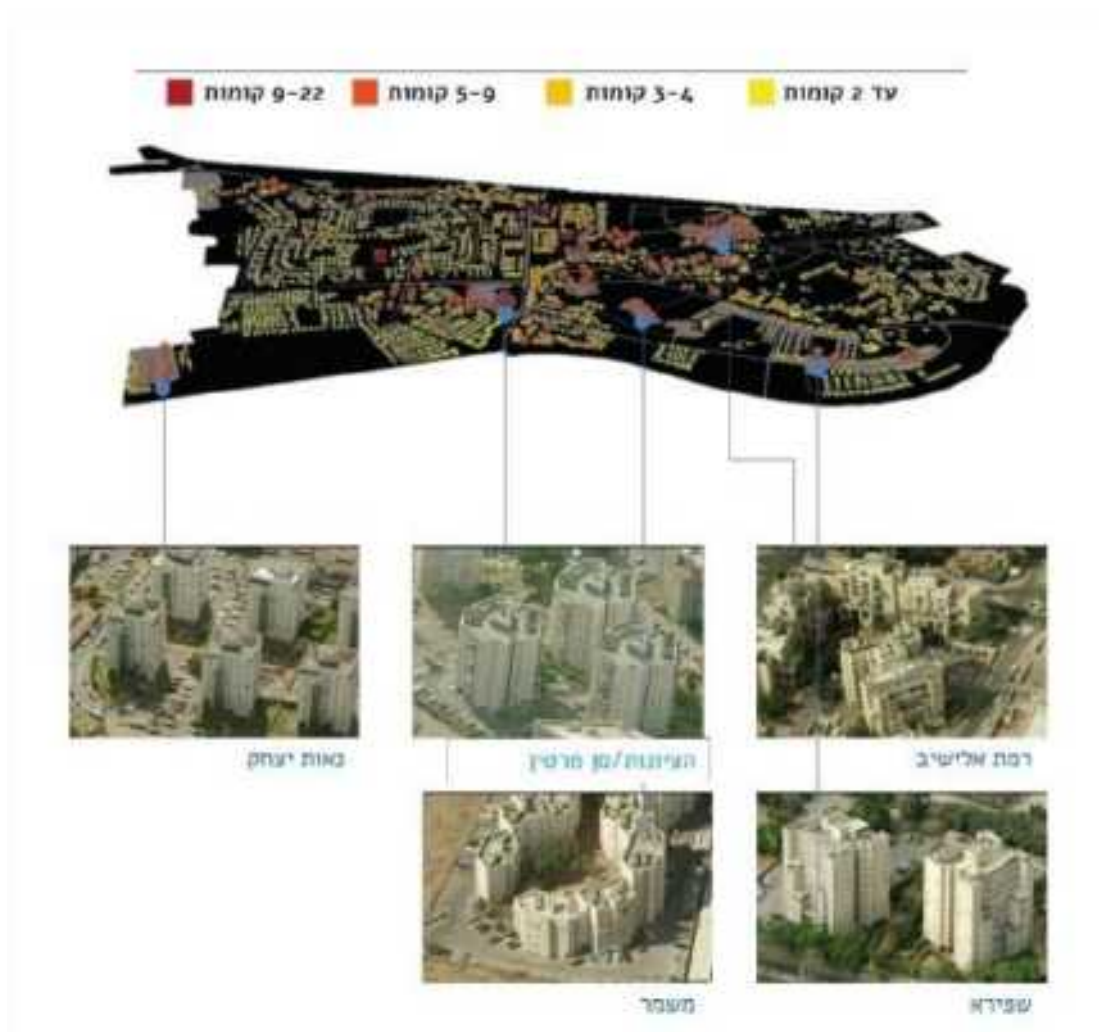 עד 2 קומות
3-4 קומות
5-9 קומות
9-22 קומות
רמת אלישיב
הציונות/סן מרטין
נאות יצחק
שפירא
משמר